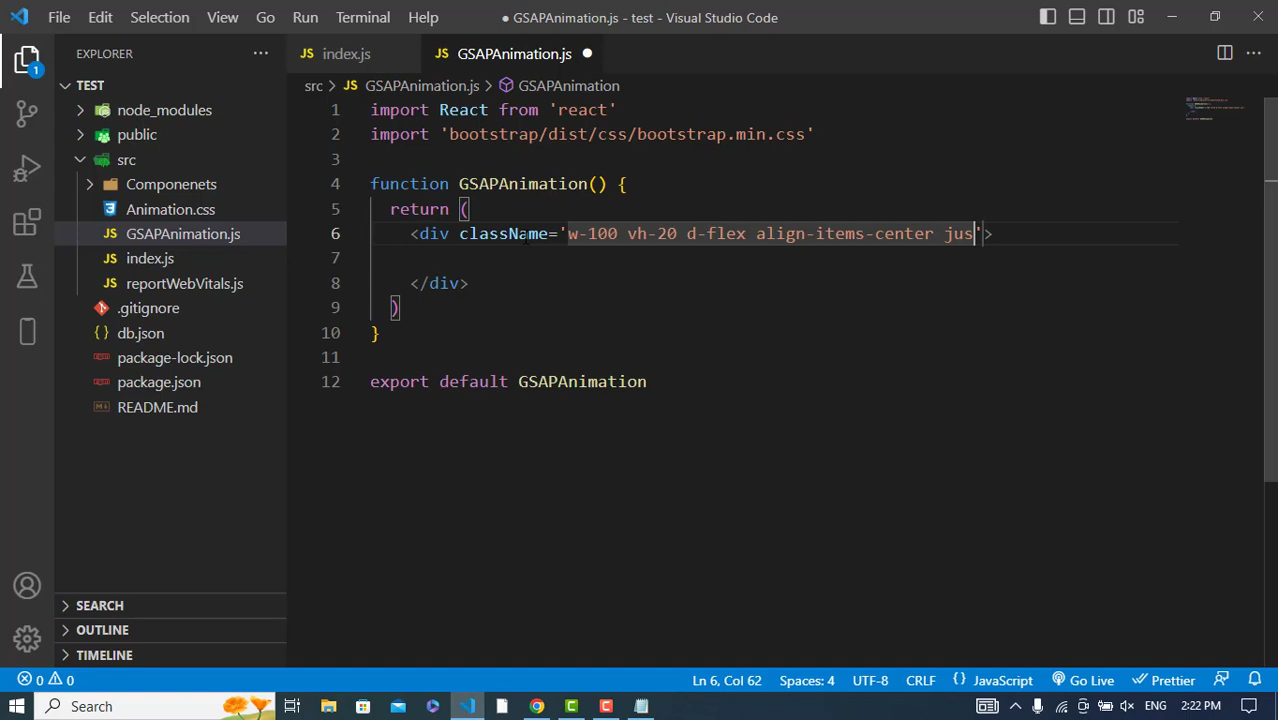 File Edit Selection View Go Run Terminal Help ● GSAPAnimation.js - test - Visual Studio Code
EXPLORER ···
JS index.js JS GSAPAnimation.js ●
TEST
src > JS GSAPAnimation.js > GSAPAnimation
node_modules
public
src
Componenets
Animation.css
JS GSAPAnimation.js
JS index.js
JS reportWebVitals.js
.gitignore
{} db.json
package-lock.json
package.json
README.md
SEARCH
OUTLINE
TIMELINE
1
1 import React from 'react'
2 import 'bootstrap/dist/css/bootstrap.min.css'
3
4 function GSAPAnimation() {
5 return (
6 <div className='w-100 vh-20 d-flex align-items-center jus'>
7
8 </div>
9 )
10 }
11
12 export default GSAPAnimation
0 0 Ln 6, Col 62 Spaces: 4 UTF-8 CRLF {} JavaScript Go Live Prettier
Search ENG 2:22 PM